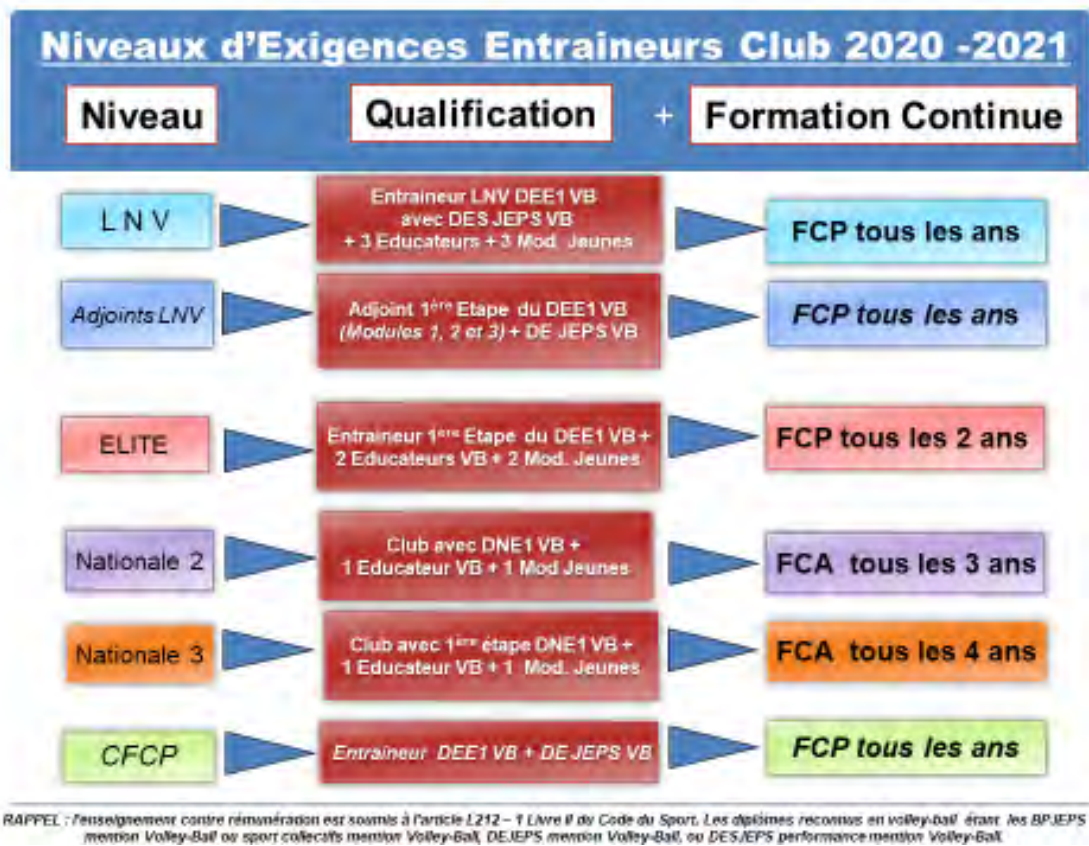 Niveaux d'Exigences Entraineurs Club 2020 -2021
Niveau
Qualification
+
Formation Continue
L N V
Entraineur LNV DEE1 VB
avec DES JEPS VB
+ 3 Educateurs + 3 Mod. Jeunes
FCP tous les ans
Adjoints LNV
Adjoint 1ère Etape du DEE1 VB
(Modules 1, 2 et 3) + DE JEPS VB
FCP tous les ans
ELITE
Entraineur 1ère Etape du DEE1 VB +
2 Educateurs VB + 2 Mod. Jeunes
FCP tous les 2 ans
Nationale 2
Club avec DNE1 VB +
1 Educateur VB + 1 Mod Jeunes
FCA tous les 3 ans
Nationale 3
Club avec 1ère étape DNE1 VB +
1 Educateur VB + 1 Mod. Jeunes
FCA tous les 4 ans
CFCP
Entraineur DEE1 VB + DE JEPS VB
FCP tous les ans
RAPPEL : l'enseignement contre rémunération est soumis à l'article L212 – 1 Livre II du Code du Sport. Les diplômes reconnus en volley-ball étant les BPJEPS
mention Volley-Ball ou sport collectifs mention Volley-Ball, DEJEPS mention Volley-Ball, ou DESJEPS performance mention Volley-Ball.